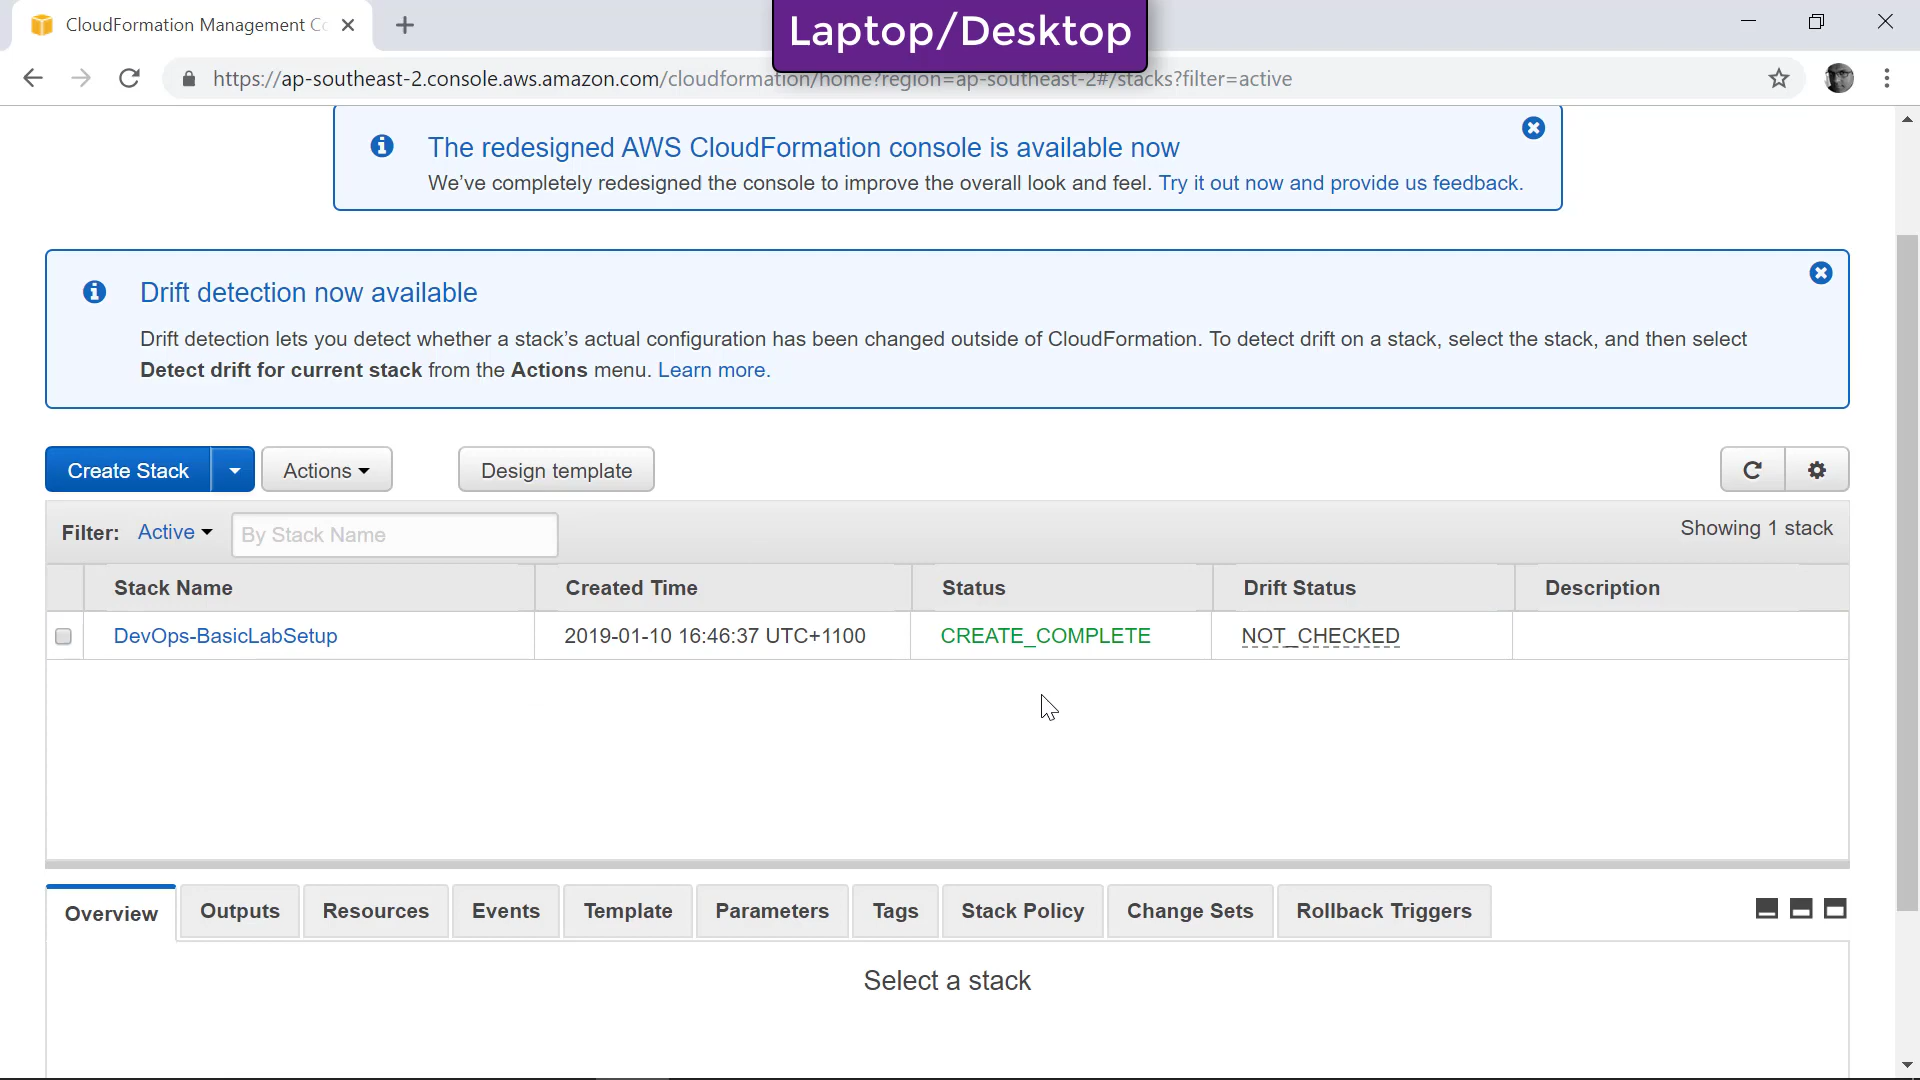 CloudFormation Management Co
Laptop/Desktop
https://ap-southeast-2.console.aws.amazon.com/cloudformation/home?region=ap-southeast-2#/stacks?filter=active
The redesigned AWS CloudFormation console is available now
We've completely redesigned the console to improve the overall look and feel. Try it out now and provide us feedback.
Drift detection now available
Drift detection lets you detect whether a stack's actual configuration has been changed outside of CloudFormation. To detect drift on a stack, select the stack, and then select
Detect drift for current stack from the Actions menu. Learn more.
Create Stack Actions Design template
Filter: Active By Stack Name Showing 1 stack
Stack Name Created Time Status Drift Status Description
DevOps-BasicLabSetup 2019-01-10 16:46:37 UTC+1100 CREATE_COMPLETE NOT_CHECKED
Overview Outputs Resources Events Template Parameters Tags Stack Policy Change Sets Rollback Triggers
Select a stack